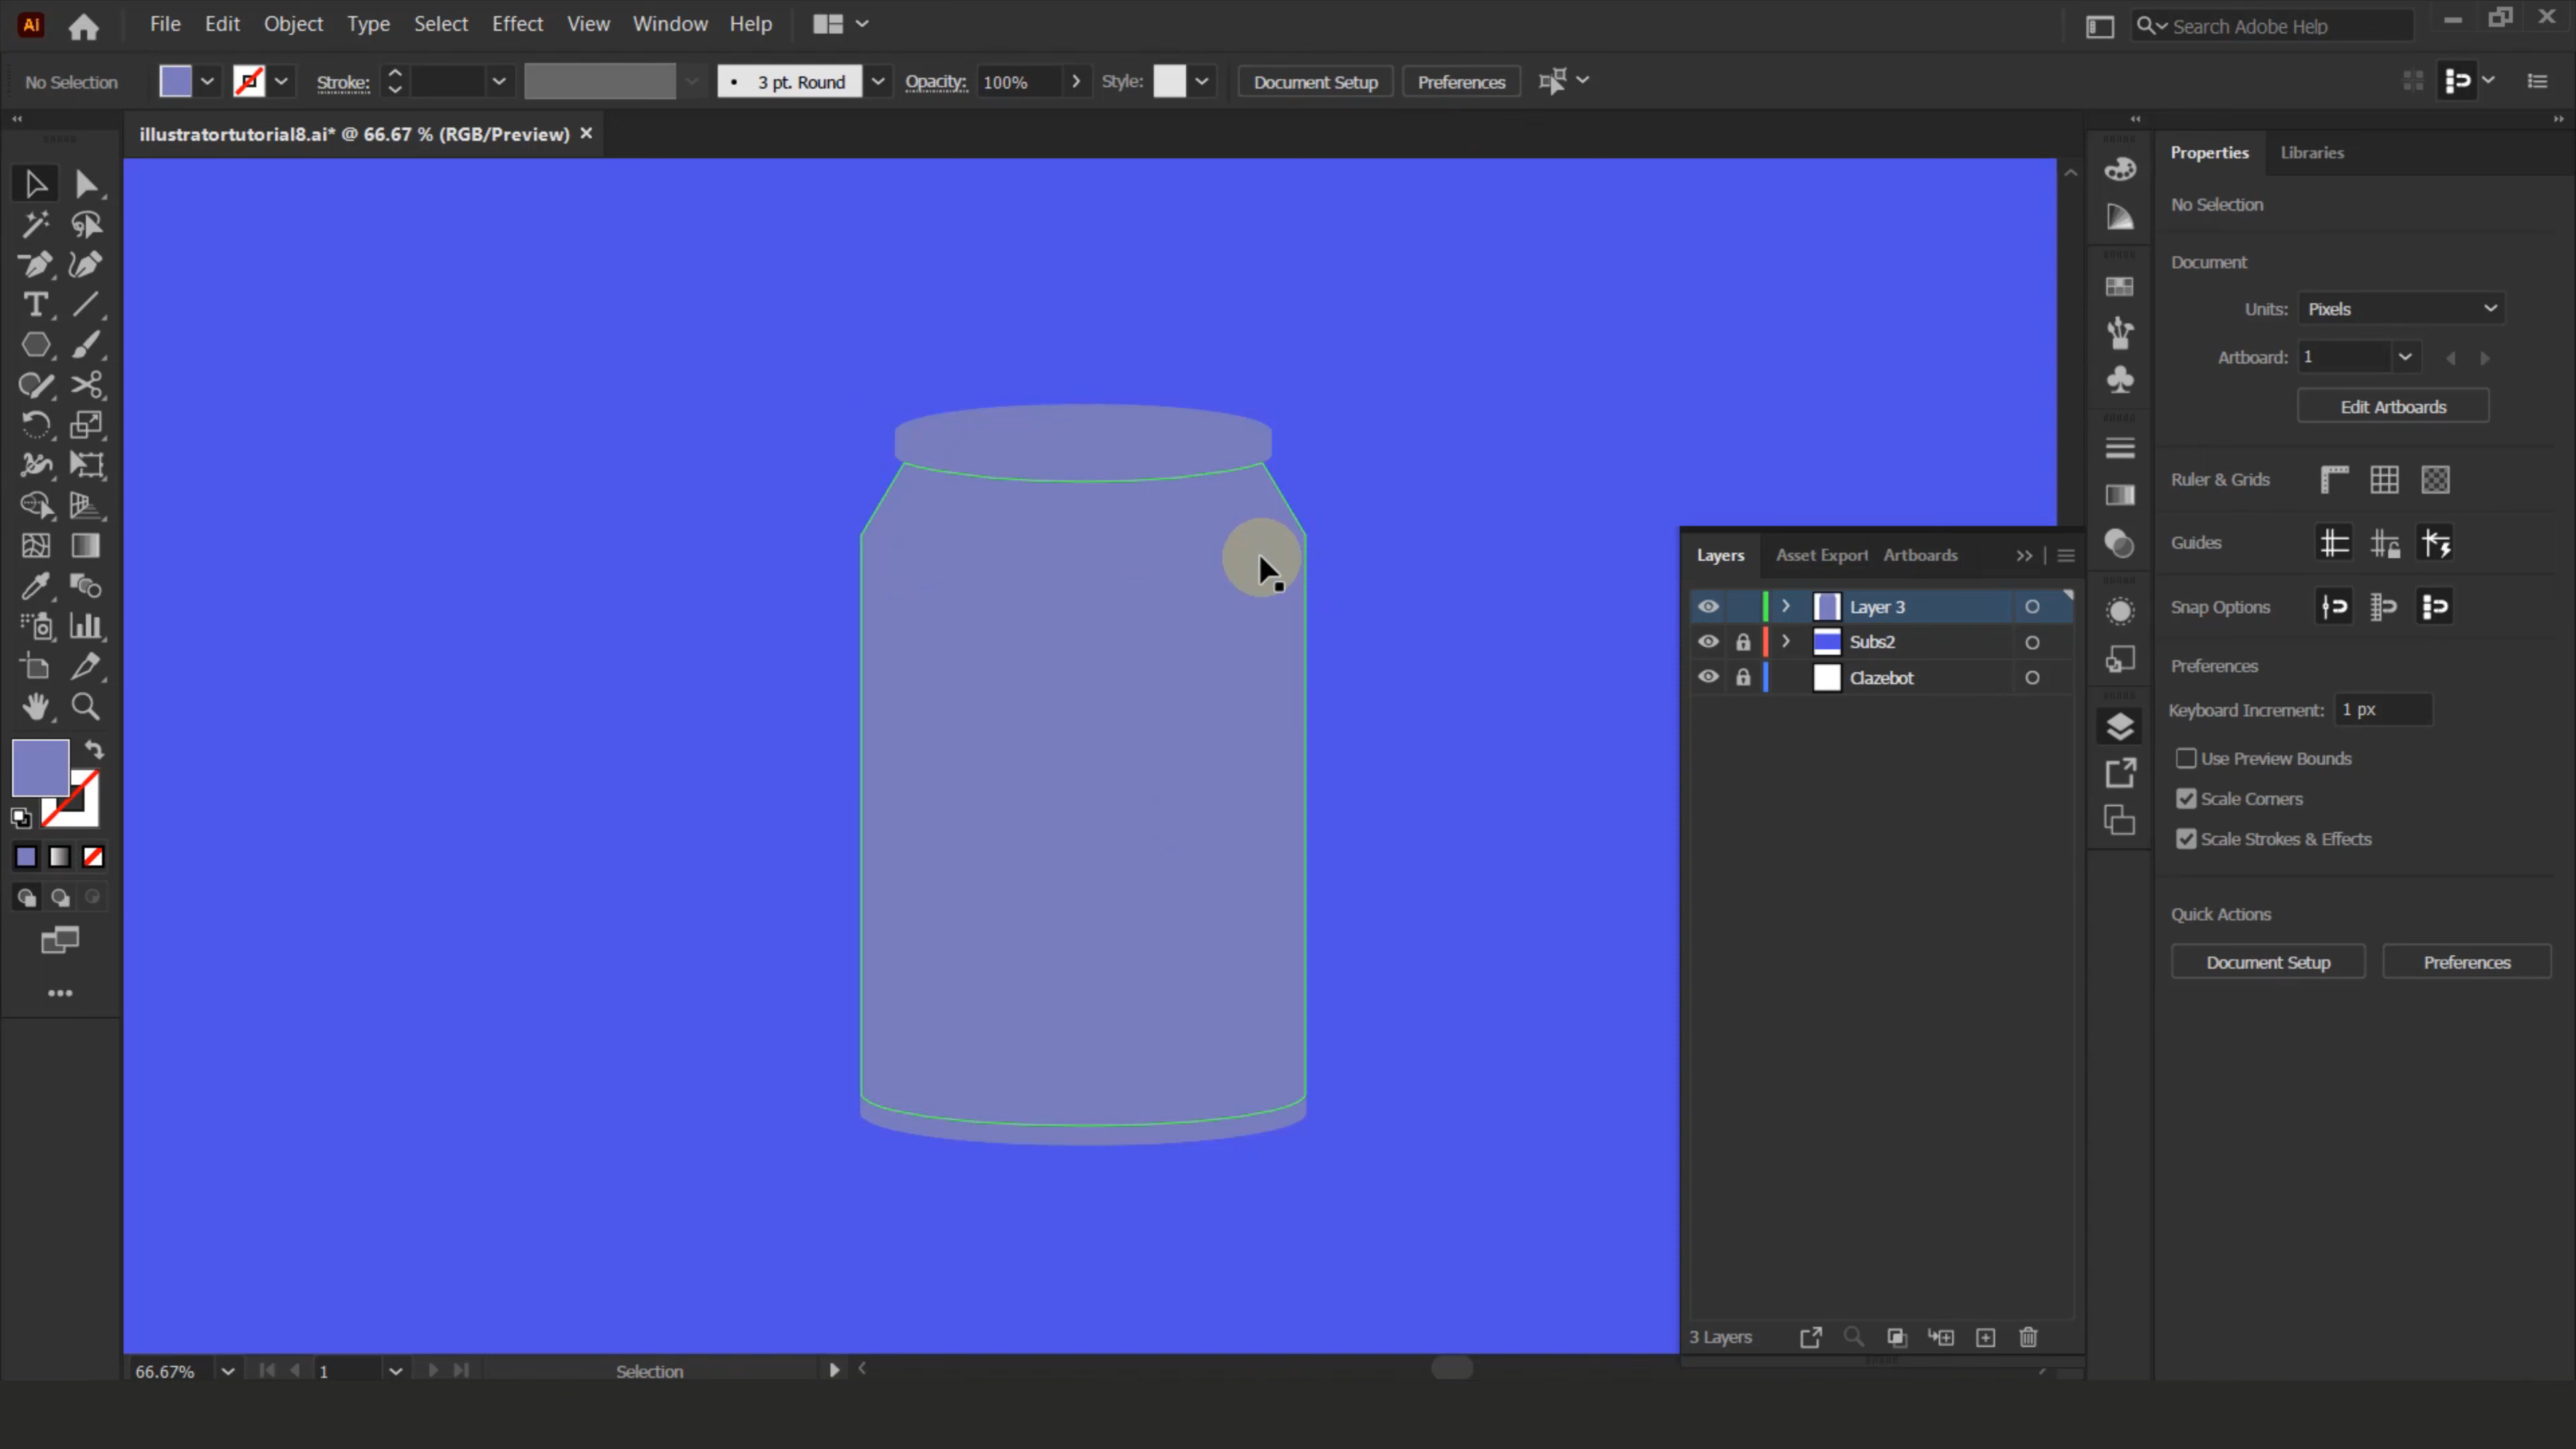 Ai File Edit Object Type Select Effect View Window Help Search Adobe Help
No Selection Stroke: 3 pt. Round Opacity: 100% Style: Document Setup Preferences
illustratortutorial8.ai* @ 66.67 % (RGB/Preview)
Properties Libraries
No Selection
Document
Units: Pixels
Artboard: 1
Edit Artboards
Ruler & Grids
Guides
Snap Options
Preferences
Keyboard Increment: 1 px
Use Preview Bounds
Scale Corners
Scale Strokes & Effects
Quick Actions
Document Setup Preferences
Layers Asset Export Artboards
Layer 3
Subs2
Clazebot
3 Layers
66.67% 1 Selection